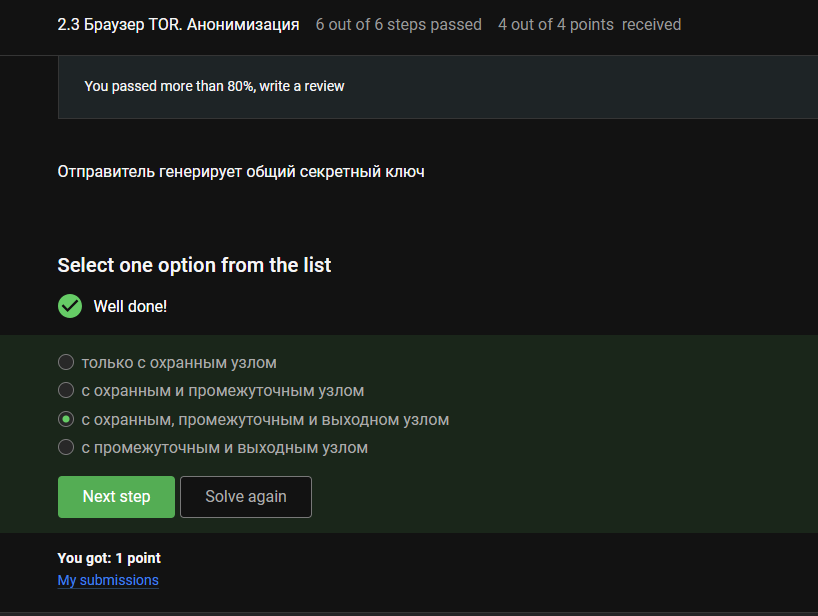 2.3 Браузер TOR. Анонимизация 6 out of 6 steps passed 4 out of 4 points received
You passed more than 80%, write a review
Отправитель генерирует общий секретный ключ
Select one option from the list
Well done!
только с охранным узлом
с охранным и промежуточным узлом
с охранным, промежуточным и выходном узлом
с промежуточным и выходным узлом
Next step Solve again
You got: 1 point
My submissions